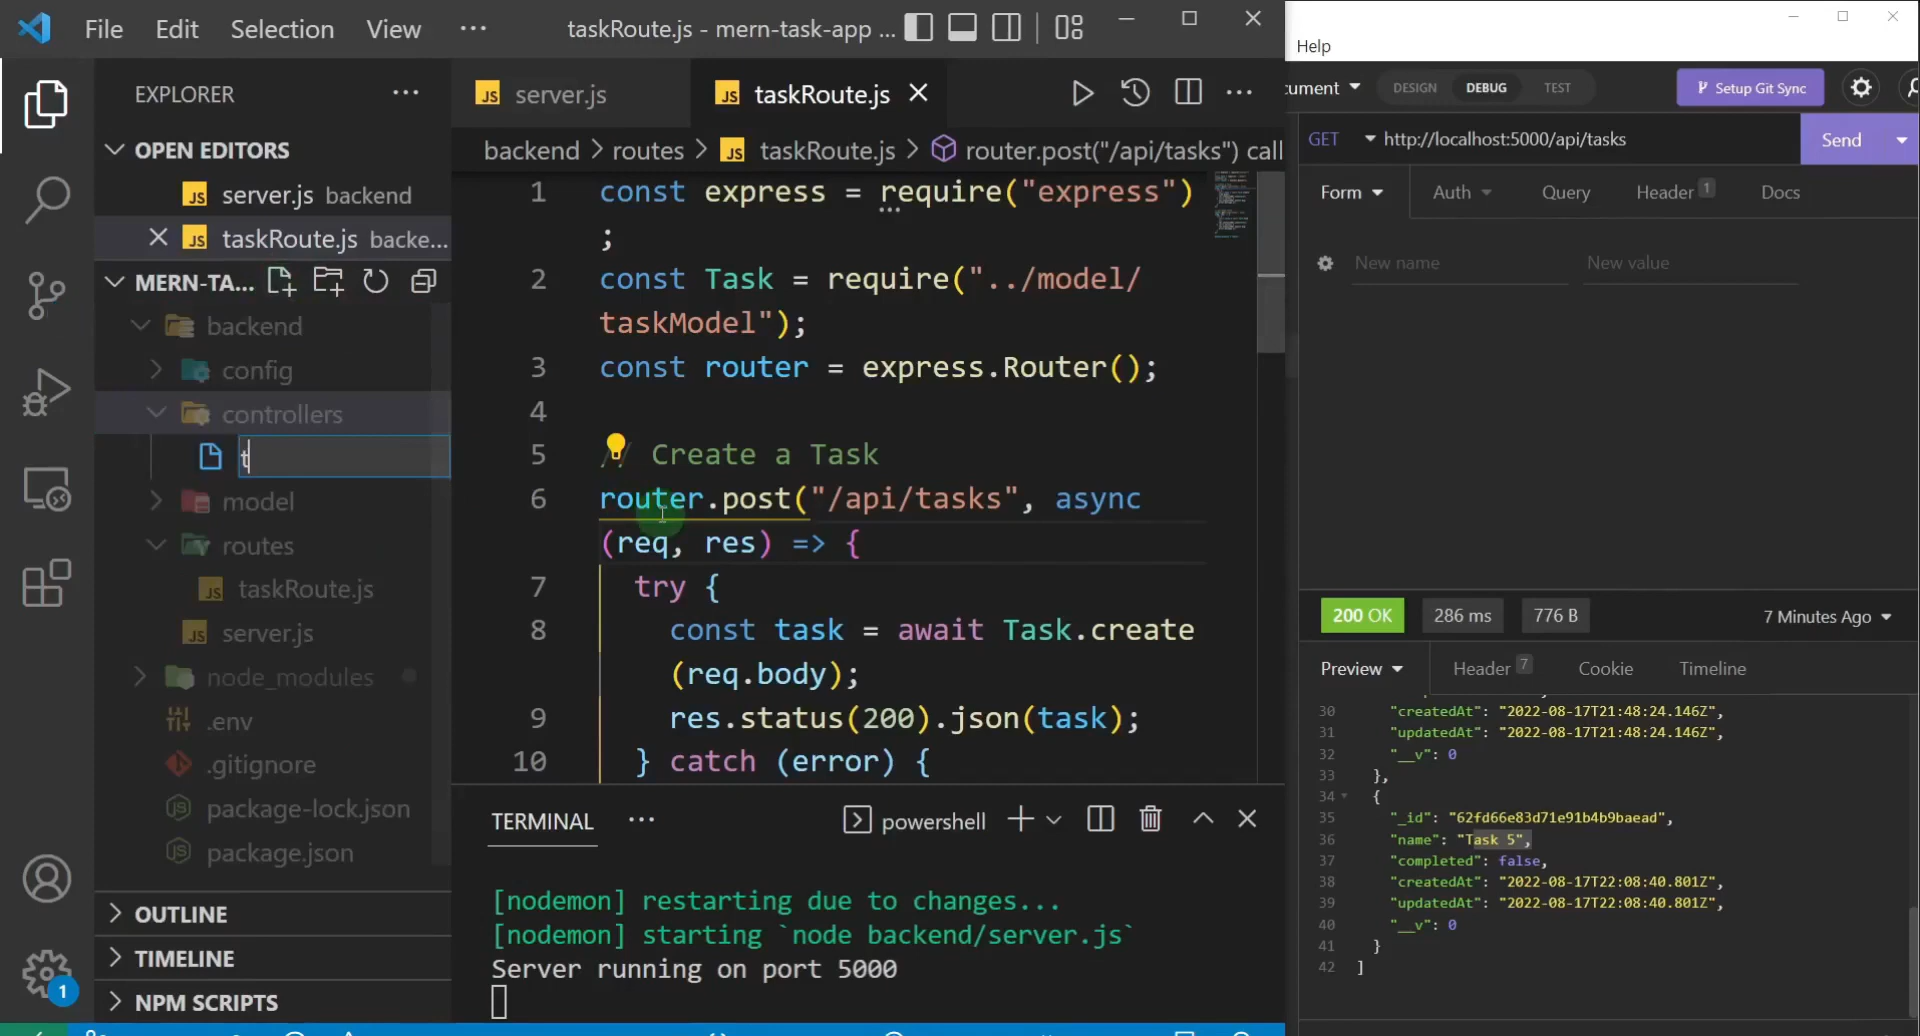 File Edit Selection View ··· taskRoute.js - mern-task-app ...
EXPLORER ···
OPEN EDITORS
server.js backend
taskRoute.js backe...
MERN-TA...
backend
config
controllers
t
model
routes
taskRoute.js
server.js
node_modules
.env
.gitignore
package-lock.json
package.json
OUTLINE
TIMELINE
NPM SCRIPTS
1
JS server.js JS taskRoute.js
backend > routes > JS taskRoute.js > router.post("/api/tasks") call
1 const express = require("express")
;
2 const Task = require("../model/
taskModel");
3 const router = express.Router();
4
5 // Create a Task
6 router.post("/api/tasks", async
(req, res) => {
7 try {
8 const task = await Task.create
(req.body);
9 res.status(200).json(task);
10 } catch (error) {
TERMINAL ··· powershell
[nodemon] restarting due to changes...
[nodemon] starting `node backend/server.js`
Server running on port 5000
Help
cument DESIGN DEBUG TEST Setup Git Sync
GET http://localhost:5000/api/tasks Send
Form Auth Query Header 1 Docs
New name New value
200 OK 286 ms 776 B 7 Minutes Ago
Preview Header 7 Cookie Timeline
30 "createdAt": "2022-08-17T21:48:24.146Z",
31 "updatedAt": "2022-08-17T21:48:24.146Z",
32 "__v": 0
33 },
34 {
35 "_id": "62fd66e83d71e91b4b9baead",
36 "name": "Task 5",
37 "completed": false,
38 "createdAt": "2022-08-17T22:08:40.801Z",
39 "updatedAt": "2022-08-17T22:08:40.801Z",
40 "__v": 0
41 }
42 ]